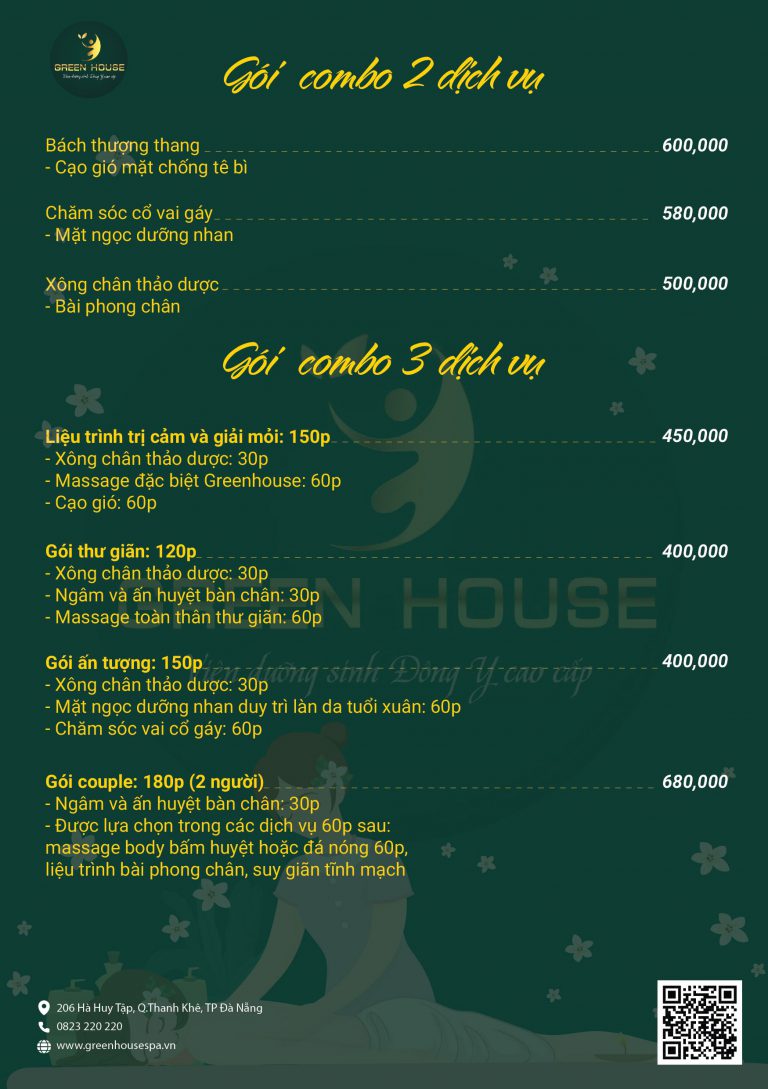 GREEN HOUSE
Viện dưỡng sinh Đông Y cao cấp
Gói combo 2 dịch vụ
Bách thượng thang 600,000
- Cạo gió mặt chống tê bì
Chăm sóc cổ vai gáy 580,000
- Mặt ngọc dưỡng nhan
Xông chân thảo dược 500,000
- Bài phong chân
Gói combo 3 dịch vụ
Liệu trình trị cảm và giải mỏi: 150p 450,000
- Xông chân thảo dược: 30p
- Massage đặc biệt Greenhouse: 60p
- Cạo gió: 60p
Gói thư giãn: 120p 400,000
- Xông chân thảo dược: 30p
- Ngâm và ấn huyệt bàn chân: 30p
- Massage toàn thân thư giãn: 60p
GREEN HOUSE
Viện dưỡng sinh Đông Y cao cấp
Gói ấn tượng: 150p 400,000
- Xông chân thảo dược: 30p
- Mặt ngọc dưỡng nhan duy trì làn da tuổi xuân: 60p
- Chăm sóc vai cổ gáy: 60p
Gói couple: 180p (2 người) 680,000
- Ngâm và ấn huyệt bàn chân: 30p
- Được lựa chọn trong các dịch vụ 60p sau:
massage body bấm huyệt hoặc đá nóng 60p,
liệu trình bài phong chân, suy giãn tĩnh mạch
206 Hà Huy Tập, Q.Thanh Khê, TP Đà Nẵng
0823 220 220
www.greenhousespa.vn